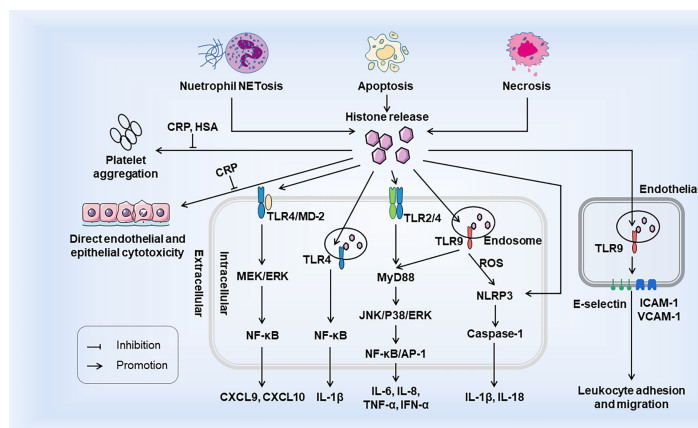 Nuetrophil NETosis
Apoptosis
Necrosis
Histone release
CRP, HSA
Platelet
aggregation
CRP
TLR4/MD-2
TLR2/4
Direct endothelial and
epithelial cytotoxicity
Extracellular
Intracellular
TLR4
TLR9
Endosome
ROS
MEK/ERK
MyD88
NLRP3
JNK/P38/ERK
NF-κB
NF-κB
Caspase-1
NF-κB/AP-1
CXCL9, CXCL10
IL-1β
IL-6, IL-8,
TNF-α, IFN-α
IL-1β, IL-18
Endothelia
TLR9
E-selectin
ICAM-1
VCAM-1
Leukocyte adhesion
and migration
Inhibition
Promotion